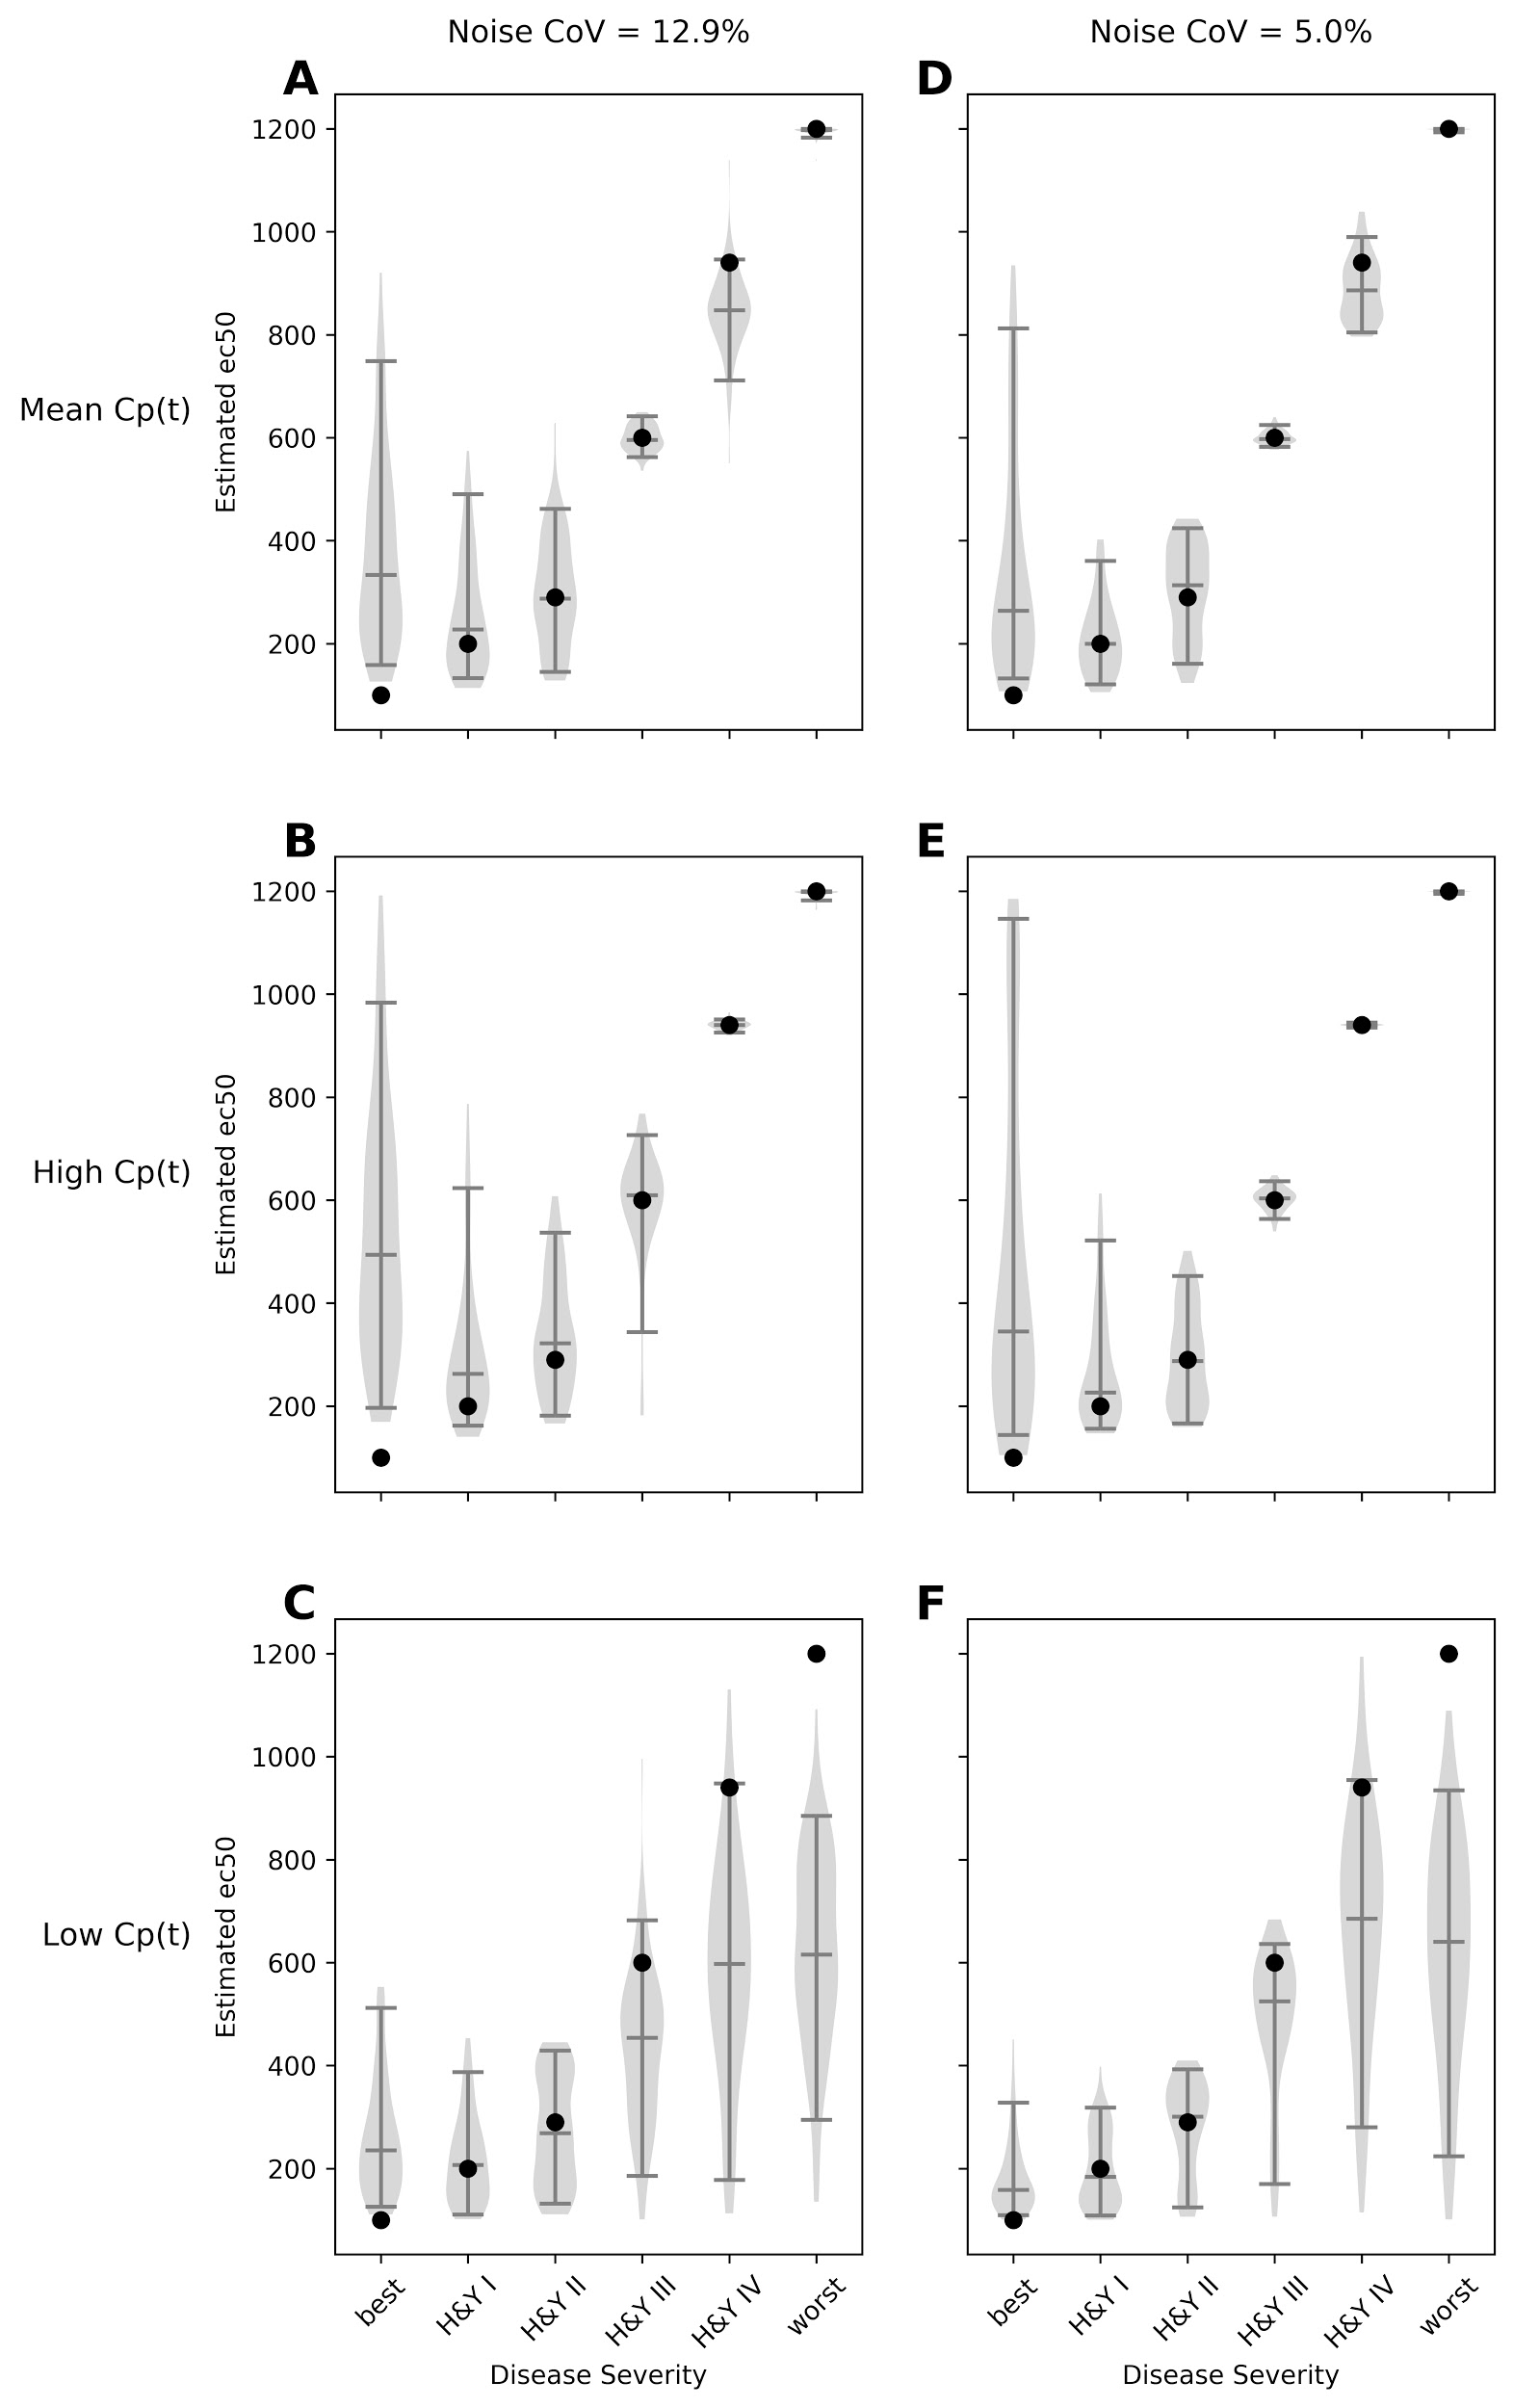 Noise CoV = 12.9%
Noise CoV = 5.0%
A
D
1200
1000
800
600
400
200
Estimated ec50
Mean Cp(t)
B
E
1200
1000
800
600
400
200
Estimated ec50
High Cp(t)
C
F
1200
1000
800
600
400
200
Estimated ec50
Low Cp(t)
best
H&Y I
H&Y II
H&Y III
H&Y IV
worst
best
H&Y I
H&Y II
H&Y III
H&Y IV
worst
Disease Severity
Disease Severity